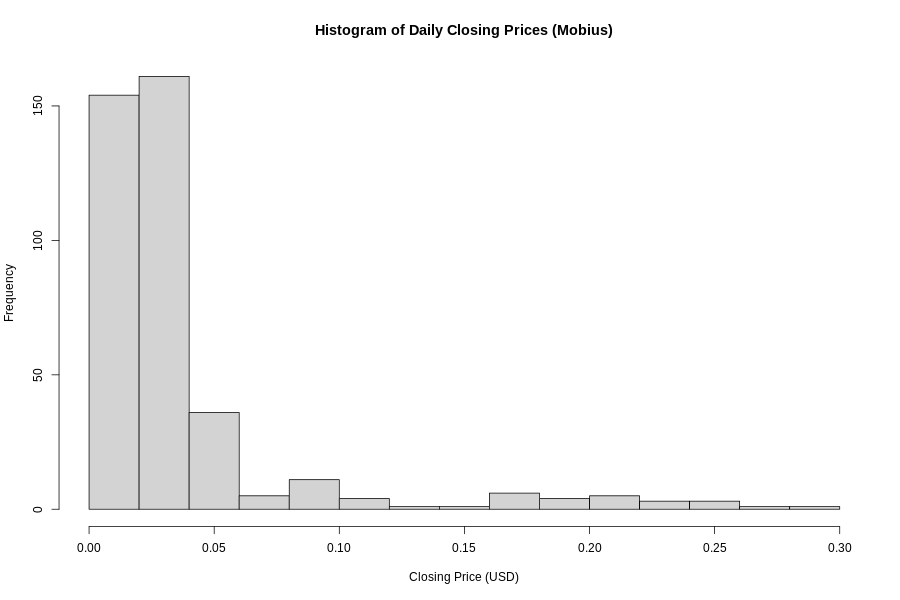 Histogram of Daily Closing Prices (Mobius)
150
100
50
0
Frequency
0.00 0.05 0.10 0.15 0.20 0.25 0.30
Closing Price (USD)